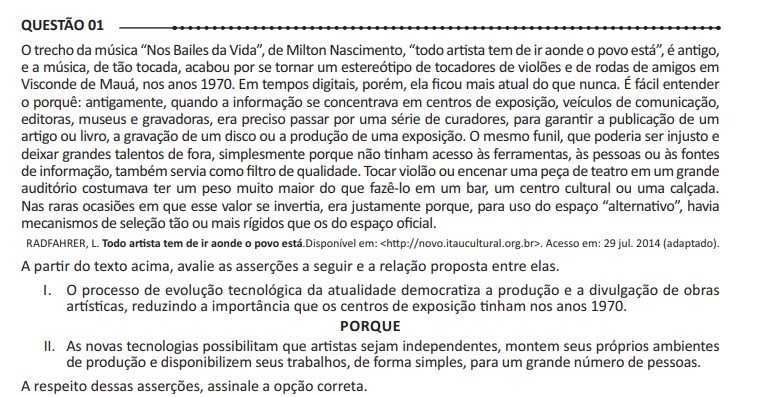 QUESTÃO 01
O trecho da música “Nos Bailes da Vida”, de Milton Nascimento, “todo artista tem de ir aonde o povo está”, é antigo,
e a música, de tão tocada, acabou por se tornar um estereótipo de tocadores de violões e de rodas de amigos em
Visconde de Mauá, nos anos 1970. Em tempos digitais, porém, ela ficou mais atual do que nunca. É fácil entender
o porquê: antigamente, quando a informação se concentrava em centros de exposição, veículos de comunicação,
editoras, museus e gravadoras, era preciso passar por uma série de curadores, para garantir a publicação de um
artigo ou livro, a gravação de um disco ou a produção de uma exposição. O mesmo funil, que poderia ser injusto e
deixar grandes talentos de fora, simplesmente porque não tinham acesso às ferramentas, às pessoas ou às fontes
de informação, também servia como filtro de qualidade. Tocar violão ou encenar uma peça de teatro em um grande
auditório costumava ter um peso muito maior do que fazê-lo em um bar, um centro cultural ou uma calçada.
Nas raras ocasiões em que esse valor se invertia, era justamente porque, para uso do espaço “alternativo”, havia
mecanismos de seleção tão ou mais rígidos que os do espaço oficial.
RADFAHRER, L. Todo artista tem de ir aonde o povo está.Disponível em: <http://novo.itaucultural.org.br>. Acesso em: 29 jul. 2014 (adaptado).
A partir do texto acima, avalie as asserções a seguir e a relação proposta entre elas.
I. O processo de evolução tecnológica da atualidade democratiza a produção e a divulgação de obras
artísticas, reduzindo a importância que os centros de exposição tinham nos anos 1970.
PORQUE
II. As novas tecnologias possibilitam que artistas sejam independentes, montem seus próprios ambientes
de produção e disponibilizem seus trabalhos, de forma simples, para um grande número de pessoas.
A respeito dessas asserções, assinale a opção correta.